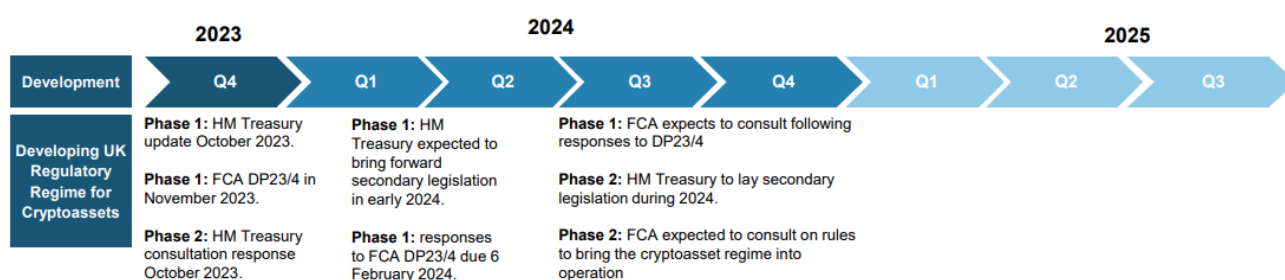 2023
2024
2025
Development
Q4
Q1
Q2
Q3
Q4
Q1
Q2
Q3
Developing UK
Regulatory
Regime for
Cryptoassets
Phase 1: HM Treasury
update October 2023.
Phase 1: FCA DP23/4 in
November 2023.
Phase 2: HM Treasury
consultation response
October 2023.
Phase 1: HM
Treasury expected to
bring forward
secondary legislation
in early 2024.
Phase 1: responses
to FCA DP23/4 due 6
February 2024.
Phase 1: FCA expects to consult following
responses to DP23/4
Phase 2: HM Treasury to lay secondary
legislation during 2024.
Phase 2: FCA expected to consult on rules
to bring the cryptoasset regime into
operation